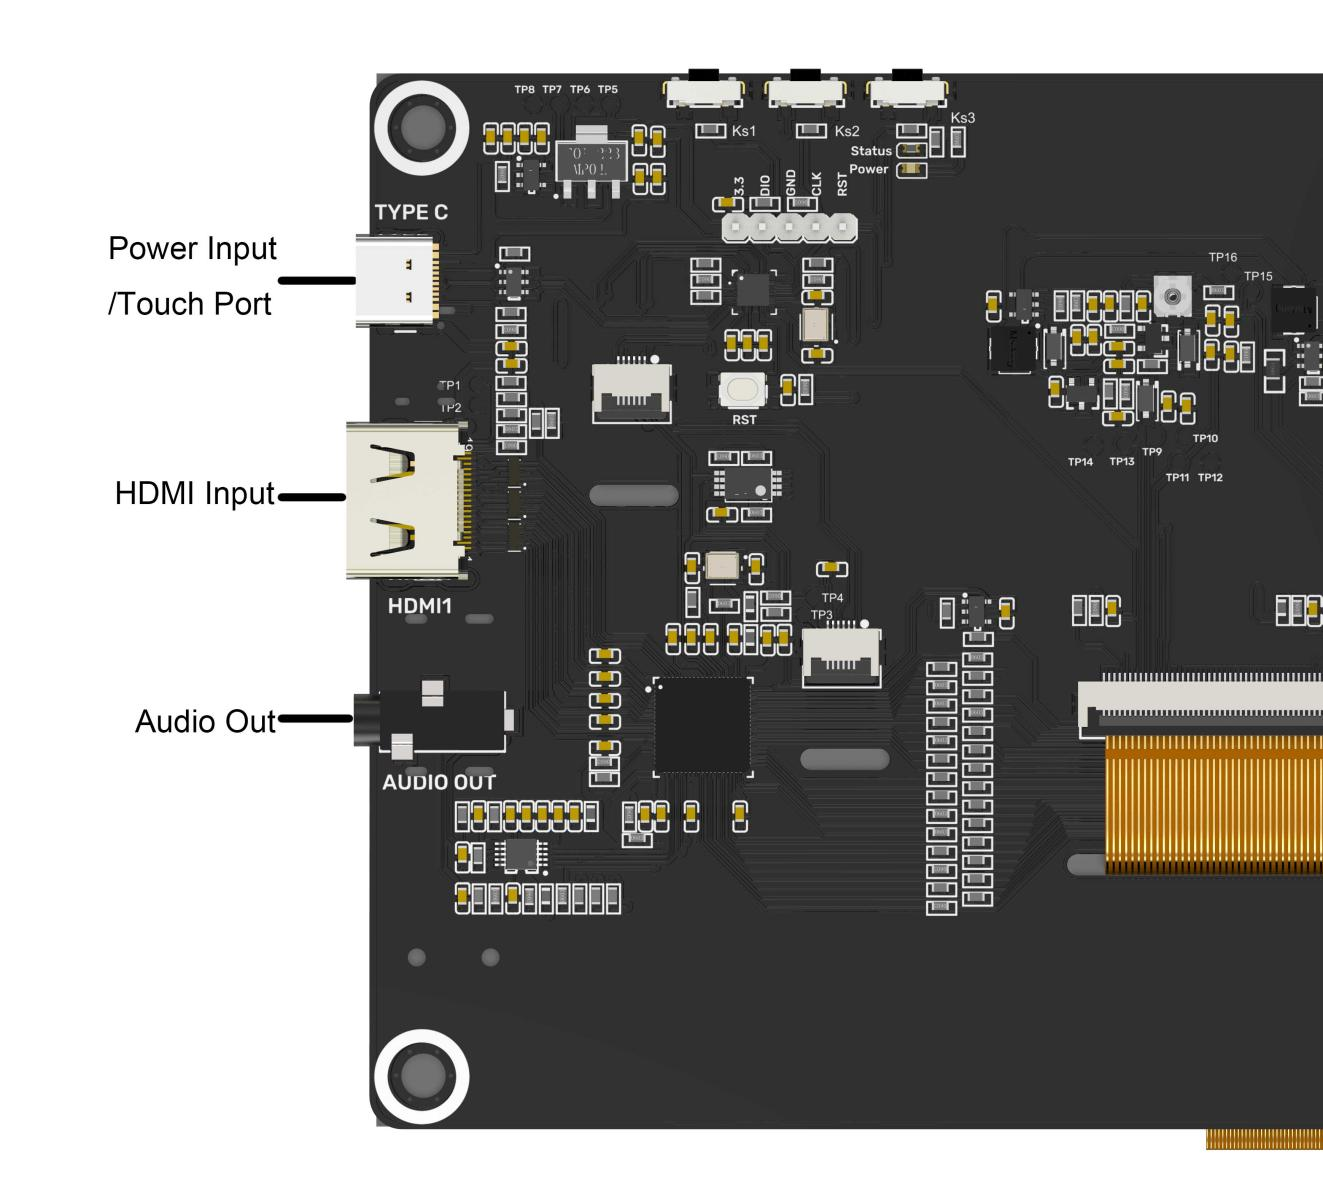 TP8 TP7 TP6 TP5
Ks1
Ks2
Ks3
Status
Power
3.3
DIO
GND
CLK
RST
TYPE C
Power Input
/Touch Port
TP16
TP15
TP1
TP2
RST
19
HDMI Input
1
HDMI1
TP10
TP9
TP14
TP13
TP11 TP12
TP4
TP3
Audio Out
AUDIO OUT